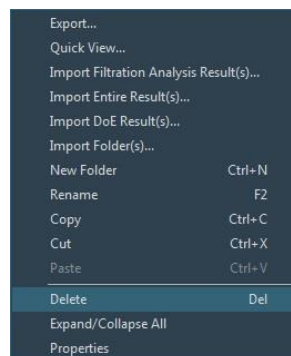 Export...
Quick View...
Import Filtration Analysis Result(s)...
Import Entire Result(s)...
Import DoE Result(s)...
Import Folder(s)...
New Folder Ctrl+N
Rename F2
Copy Ctrl+C
Cut Ctrl+X
Paste Ctrl+V
Delete Del
Expand/Collapse All
Properties